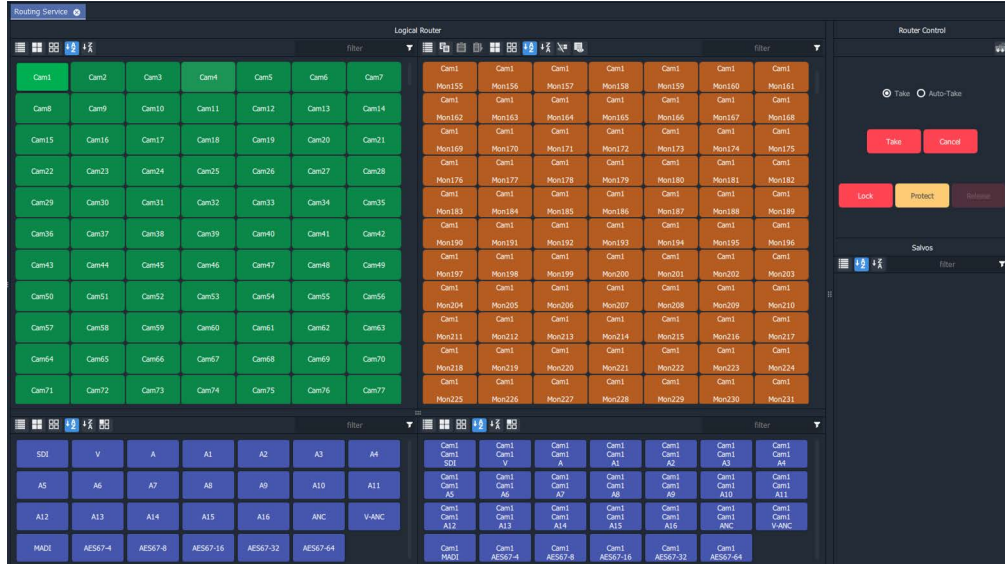 Routing Service
Logical Router
Router Control
filter
filter
Cam1 Cam2 Cam3 Cam4 Cam5 Cam6 Cam7
Cam8 Cam9 Cam10 Cam11 Cam12 Cam13 Cam14
Cam15 Cam16 Cam17 Cam18 Cam19 Cam20 Cam21
Cam22 Cam23 Cam24 Cam25 Cam26 Cam27 Cam28
Cam29 Cam30 Cam31 Cam32 Cam33 Cam34 Cam35
Cam36 Cam37 Cam38 Cam39 Cam40 Cam41 Cam42
Cam43 Cam44 Cam45 Cam46 Cam47 Cam48 Cam49
Cam50 Cam51 Cam52 Cam53 Cam54 Cam55 Cam56
Cam57 Cam58 Cam59 Cam60 Cam61 Cam62 Cam63
Cam64 Cam65 Cam66 Cam67 Cam68 Cam69 Cam70
Cam71 Cam72 Cam73 Cam74 Cam75 Cam76 Cam77
Cam1 Cam1 Cam1 Cam1 Cam1 Cam1 Cam1
Mon155 Mon156 Mon157 Mon158 Mon159 Mon160 Mon161
Cam1 Cam1 Cam1 Cam1 Cam1 Cam1 Cam1
Mon162 Mon163 Mon164 Mon165 Mon166 Mon167 Mon168
Cam1 Cam1 Cam1 Cam1 Cam1 Cam1 Cam1
Mon169 Mon170 Mon171 Mon172 Mon173 Mon174 Mon175
Cam1 Cam1 Cam1 Cam1 Cam1 Cam1 Cam1
Mon176 Mon177 Mon178 Mon179 Mon180 Mon181 Mon182
Cam1 Cam1 Cam1 Cam1 Cam1 Cam1 Cam1
Mon183 Mon184 Mon185 Mon186 Mon187 Mon188 Mon189
Cam1 Cam1 Cam1 Cam1 Cam1 Cam1 Cam1
Mon190 Mon191 Mon192 Mon193 Mon194 Mon195 Mon196
Cam1 Cam1 Cam1 Cam1 Cam1 Cam1 Cam1
Mon197 Mon198 Mon199 Mon200 Mon201 Mon202 Mon203
Cam1 Cam1 Cam1 Cam1 Cam1 Cam1 Cam1
Mon204 Mon205 Mon206 Mon207 Mon208 Mon209 Mon210
Cam1 Cam1 Cam1 Cam1 Cam1 Cam1 Cam1
Mon211 Mon212 Mon213 Mon214 Mon215 Mon216 Mon217
Cam1 Cam1 Cam1 Cam1 Cam1 Cam1 Cam1
Mon218 Mon219 Mon220 Mon221 Mon222 Mon223 Mon224
Cam1 Cam1 Cam1 Cam1 Cam1 Cam1 Cam1
Mon225 Mon226 Mon227 Mon228 Mon229 Mon230 Mon231
Take Auto-Take
Take Cancel
Lock Protect Release
Salvos
filter
filter
filter
SDI V A A1 A2 A3 A4
A5 A6 A7 A8 A9 A10 A11
A12 A13 A14 A15 A16 ANC V-ANC
MADI AES67-4 AES67-8 AES67-16 AES67-32 AES67-64
Cam1 Cam1 Cam1 Cam1 Cam1 Cam1 Cam1
Cam1 Cam1 Cam1 Cam1 Cam1 Cam1 Cam1
SDI V A A1 A2 A3 A4
Cam1 Cam1 Cam1 Cam1 Cam1 Cam1 Cam1
Cam1 Cam1 Cam1 Cam1 Cam1 Cam1 Cam1
A5 A6 A7 A8 A9 A10 A11
Cam1 Cam1 Cam1 Cam1 Cam1 Cam1 Cam1
Cam1 Cam1 Cam1 Cam1 Cam1 Cam1 Cam1
A12 A13 A14 A15 A16 ANC V-ANC
Cam1 Cam1 Cam1 Cam1 Cam1 Cam1
MADI AES67-4 AES67-8 AES67-16 AES67-32 AES67-64